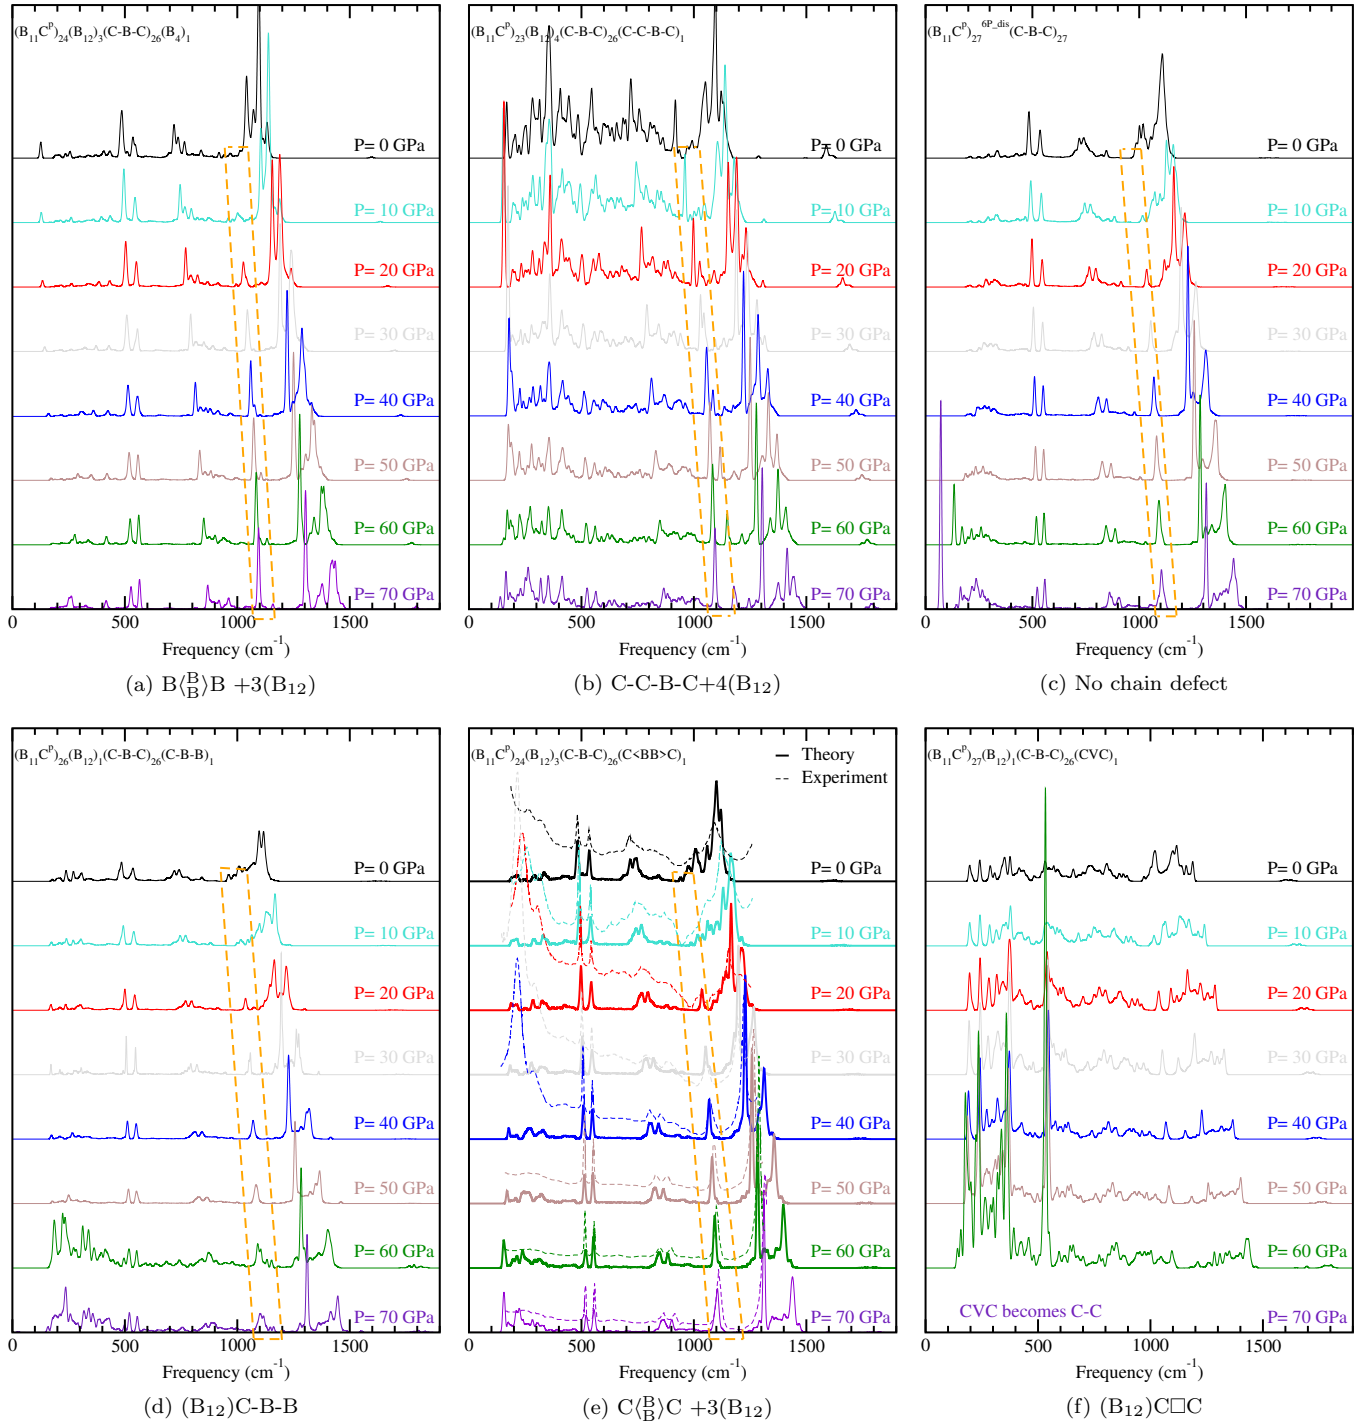 (B₁₁Cᵖ)₂₄(B₁₂)₃(C-B-C)₂₆(B₄)₁
P= 0 GPa
P= 10 GPa
P= 20 GPa
P= 30 GPa
P= 40 GPa
P= 50 GPa
P= 60 GPa
P= 70 GPa
0 500 1000 1500
Frequency (cm⁻¹)
(a) B⟨B/B⟩B +3(B₁₂)
(B₁₁Cᵖ)₂₃(B₁₂)₄(C-B-C)₂₆(C-C-B-C)₁
P= 0 GPa
P= 10 GPa
P= 20 GPa
P= 30 GPa
P= 40 GPa
P= 50 GPa
P= 60 GPa
P= 70 GPa
0 500 1000 1500
Frequency (cm⁻¹)
(b) C-C-B-C+4(B₁₂)
(B₁₁Cᵖ)₂₇⁶ᴾ_ᵈⁱˢ(C-B-C)₂₇
P= 0 GPa
P= 10 GPa
P= 20 GPa
P= 30 GPa
P= 40 GPa
P= 50 GPa
P= 60 GPa
P= 70 GPa
0 500 1000 1500
Frequency (cm⁻¹)
(c) No chain defect
(B₁₁Cᵖ)₂₆(B₁₂)₁(C-B-C)₂₆(C-B-B)₁
P= 0 GPa
P= 10 GPa
P= 20 GPa
P= 30 GPa
P= 40 GPa
P= 50 GPa
P= 60 GPa
P= 70 GPa
0 500 1000 1500
Frequency (cm⁻¹)
(d) (B₁₂)C-B-B
(B₁₁Cᵖ)₂₄(B₁₂)₃(C-B-C)₂₆(C<BB>C)₁
Theory
Experiment
P= 0 GPa
P= 10 GPa
P= 20 GPa
P= 30 GPa
P= 40 GPa
P= 50 GPa
P= 60 GPa
P= 70 GPa
0 500 1000 1500
Frequency (cm⁻¹)
(e) C⟨B/B⟩C +3(B₁₂)
(B₁₁Cᵖ)₂₇(B₁₂)₁(C-B-C)₂₆(CVC)₁
P= 0 GPa
P= 10 GPa
P= 20 GPa
P= 30 GPa
P= 40 GPa
P= 50 GPa
P= 60 GPa
CVC becomes C-C P= 70 GPa
0 500 1000 1500
Frequency (cm⁻¹)
(f) (B₁₂)C□C